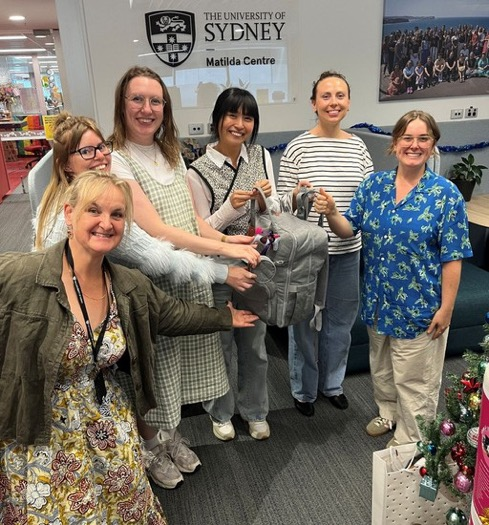 THE UNIVERSITY OF
SYDNEY
Matilda Centre